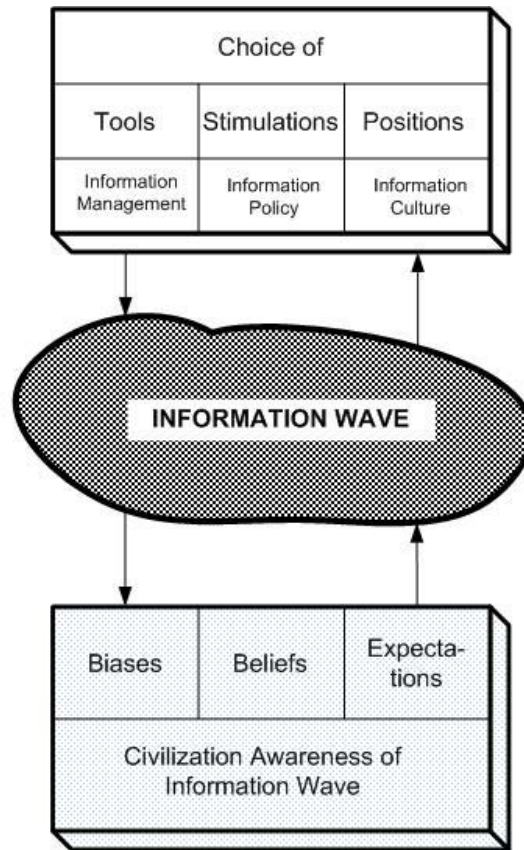 Choice of
Tools Stimulations Positions
Information Information Information
Management Policy Culture
INFORMATION WAVE
Biases Beliefs Expecta-
tions
Civilization Awareness of
Information Wave